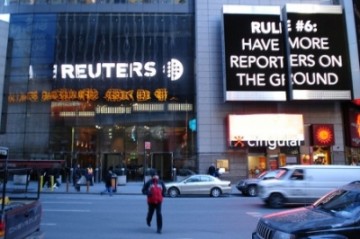 REUTERS
RULE #6:
HAVE MORE
REPORTERS ON
THE GROUND
cingular